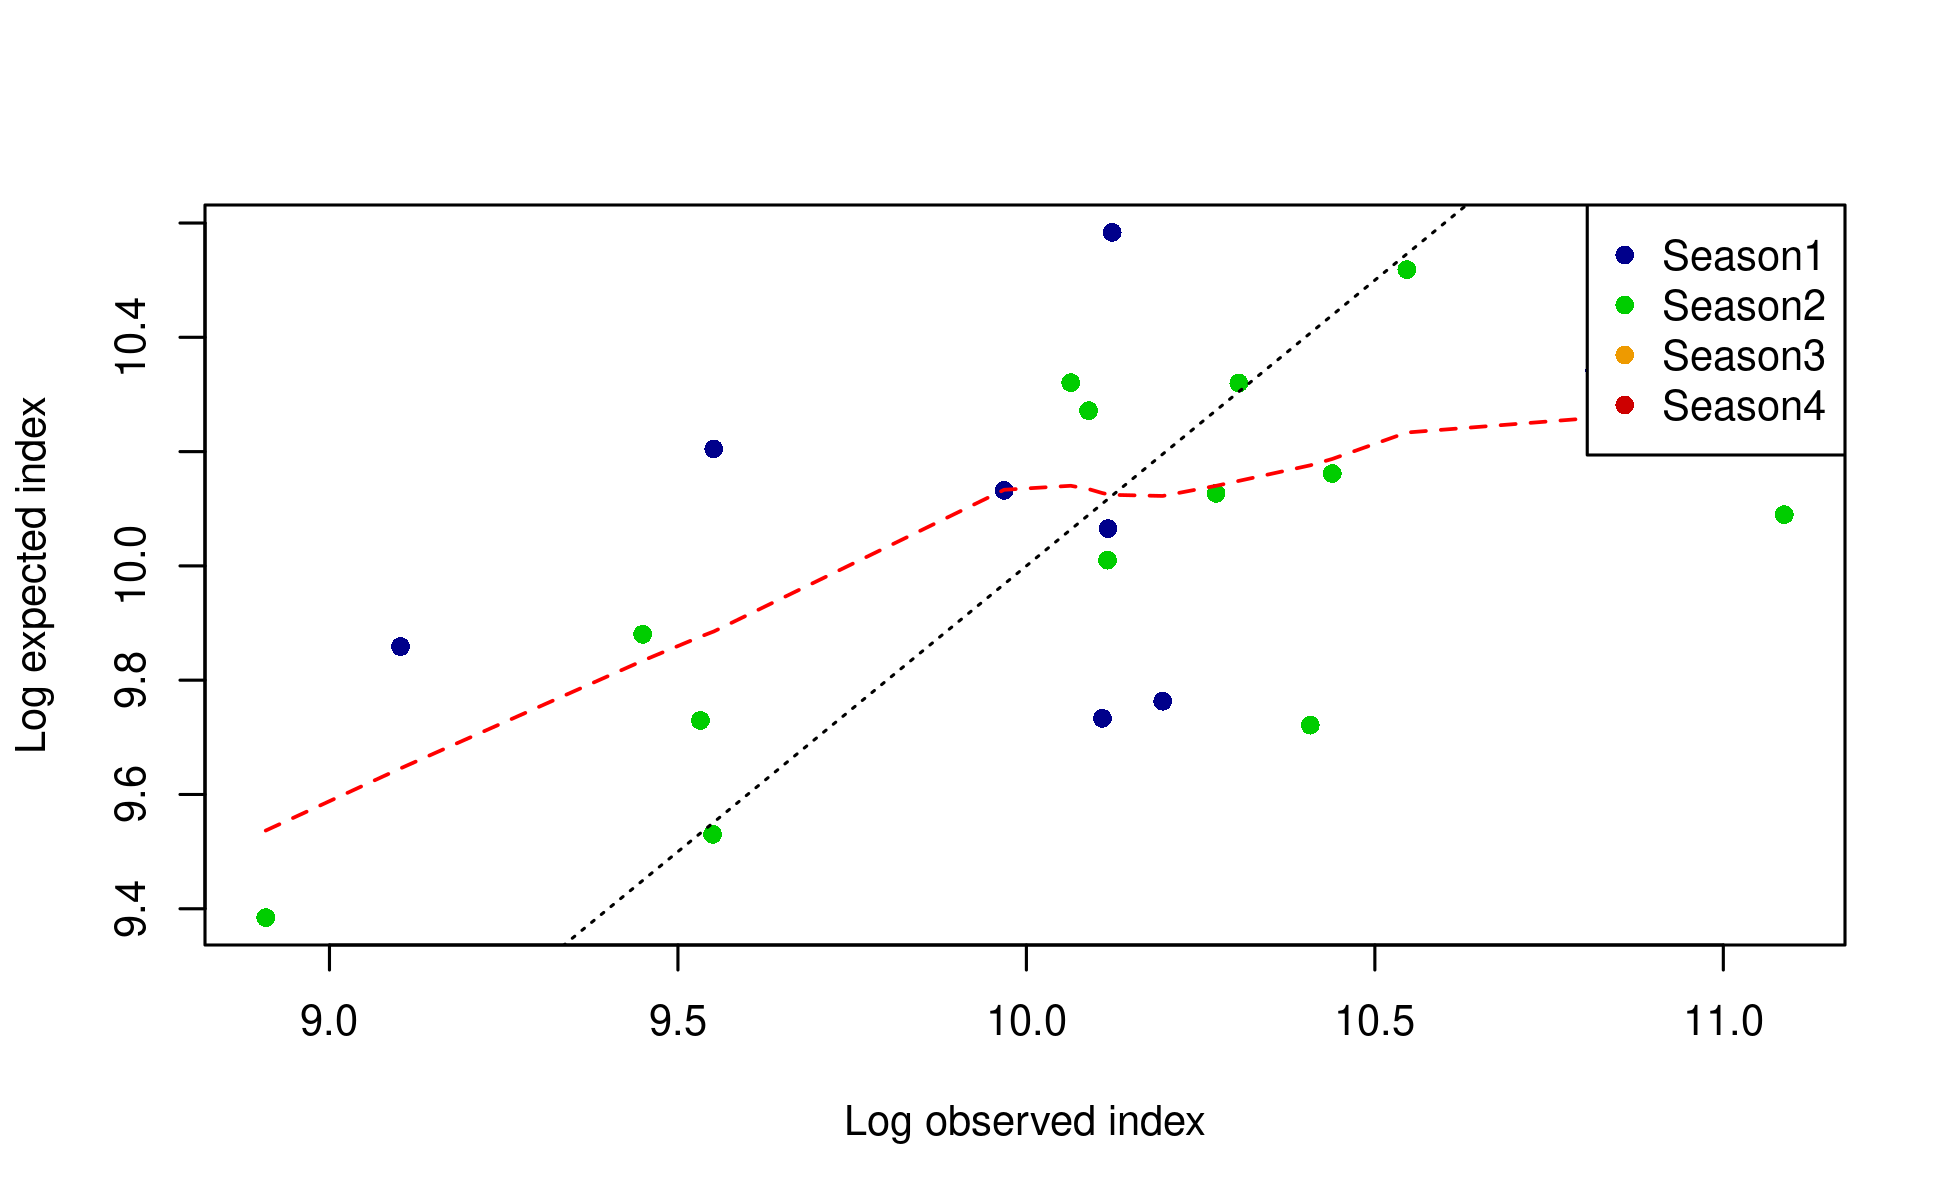 Season1
Season2
Season3
Season4
Log expected index
10.4
10.0
9.8
9.6
9.4
9.0 9.5 10.0 10.5 11.0
Log observed index